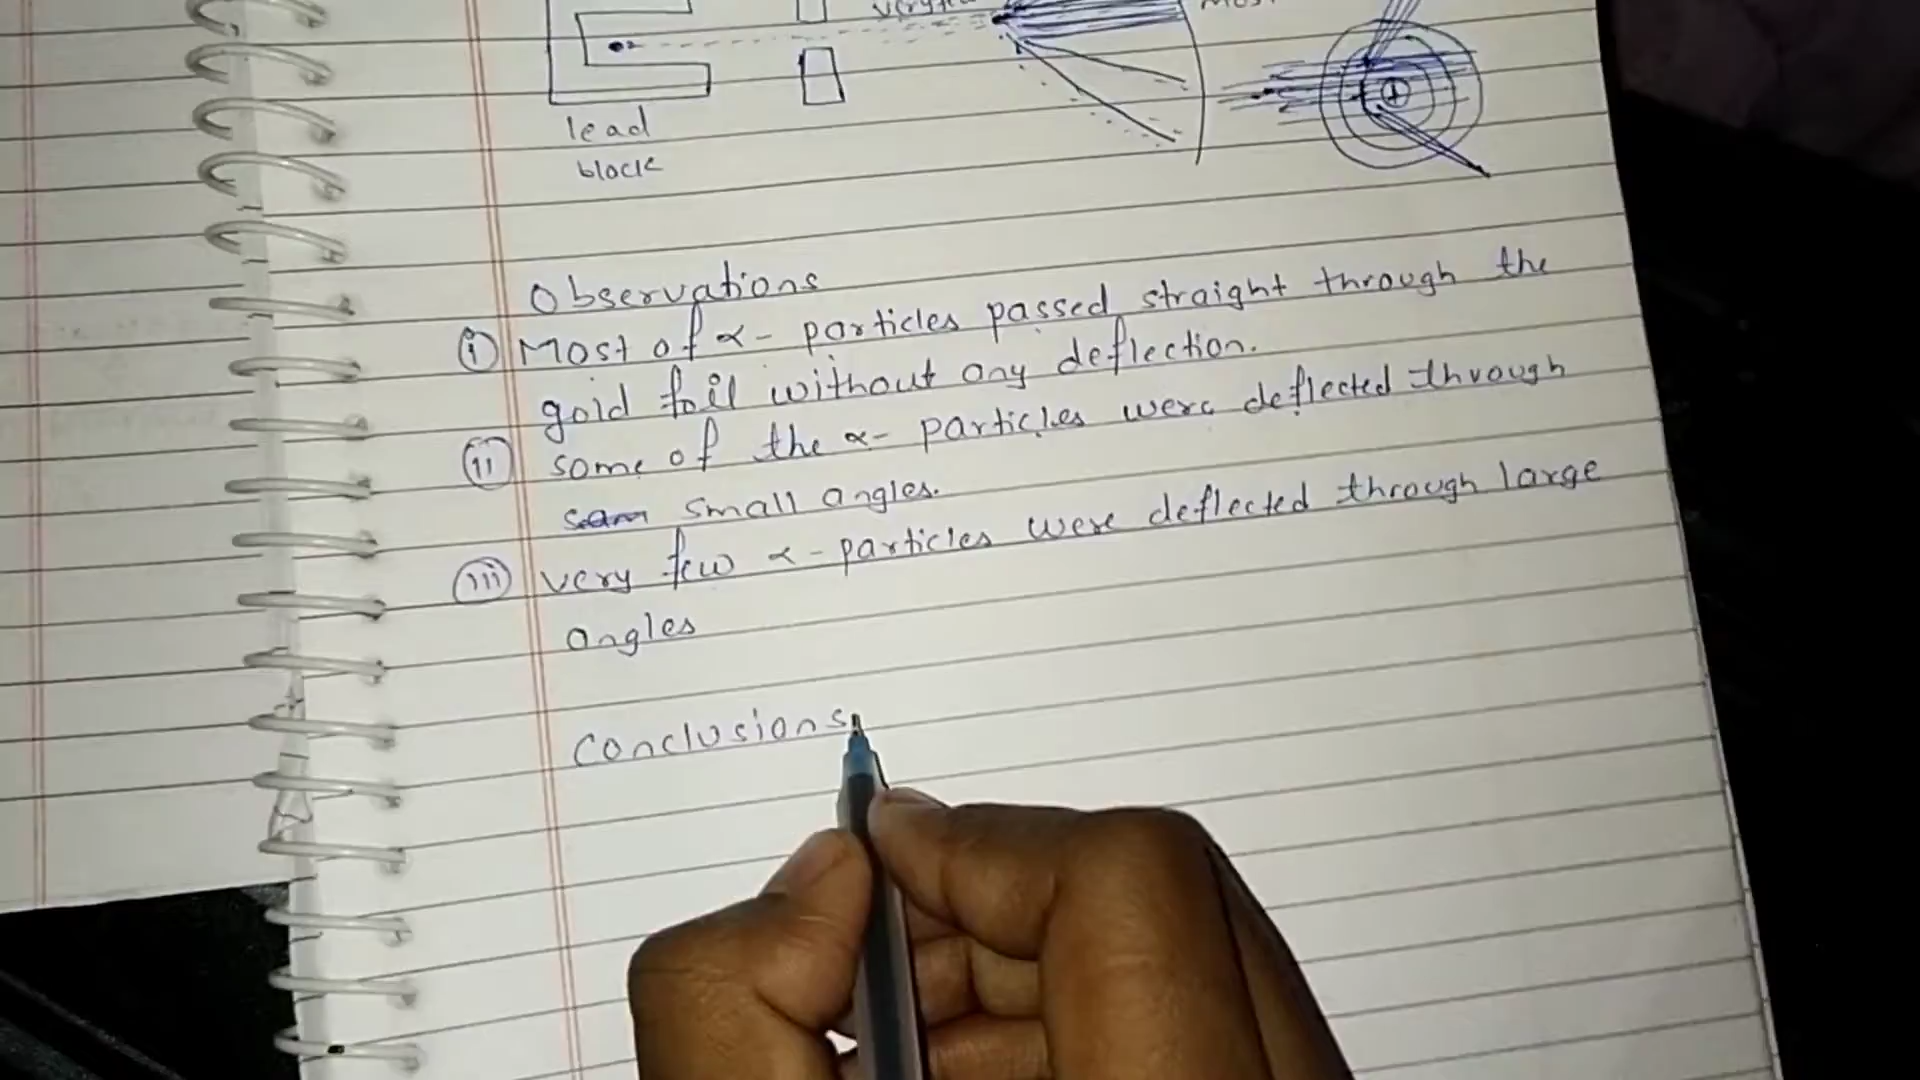 lead
block
Observations
(i) Most of α- particles passed straight through the
gold foil without any deflection.
(ii) some of the α- particles were deflected through
small angles.
(iii) very few α-particles were deflected through large
angles
Conclusions